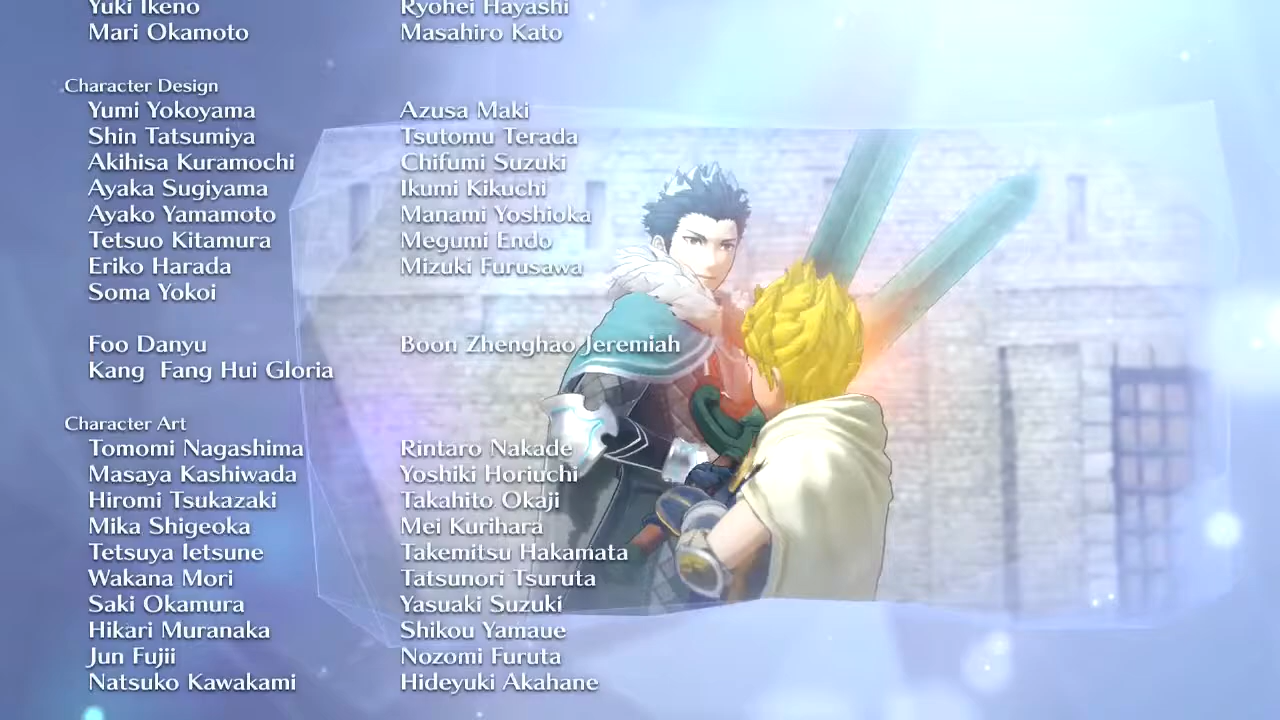 Yuki Ikeno Ryohei Hayashi
Mari Okamoto Masahiro Kato
Character Design
Yumi Yokoyama Azusa Maki
Shin Tatsumiya Tsutomu Terada
Akihisa Kuramochi Chifumi Suzuki
Ayaka Sugiyama Ikumi Kikuchi
Ayako Yamamoto Manami Yoshioka
Tetsuo Kitamura Megumi Endo
Eriko Harada Mizuki Furusawa
Soma Yokoi
Foo Danyu Boon Zhenghao Jeremiah
Kang Fang Hui Gloria
Character Art
Tomomi Nagashima Rintaro Nakade
Masaya Kashiwada Yoshiki Horiuchi
Hiromi Tsukazaki Takahito Okaji
Mika Shigeoka Mei Kurihara
Tetsuya Ietsune Takemitsu Hakamata
Wakana Mori Tatsunori Tsuruta
Saki Okamura Yasuaki Suzuki
Hikari Muranaka Shikou Yamaue
Jun Fujii Nozomi Furuta
Natsuko Kawakami Hideyuki Akahane